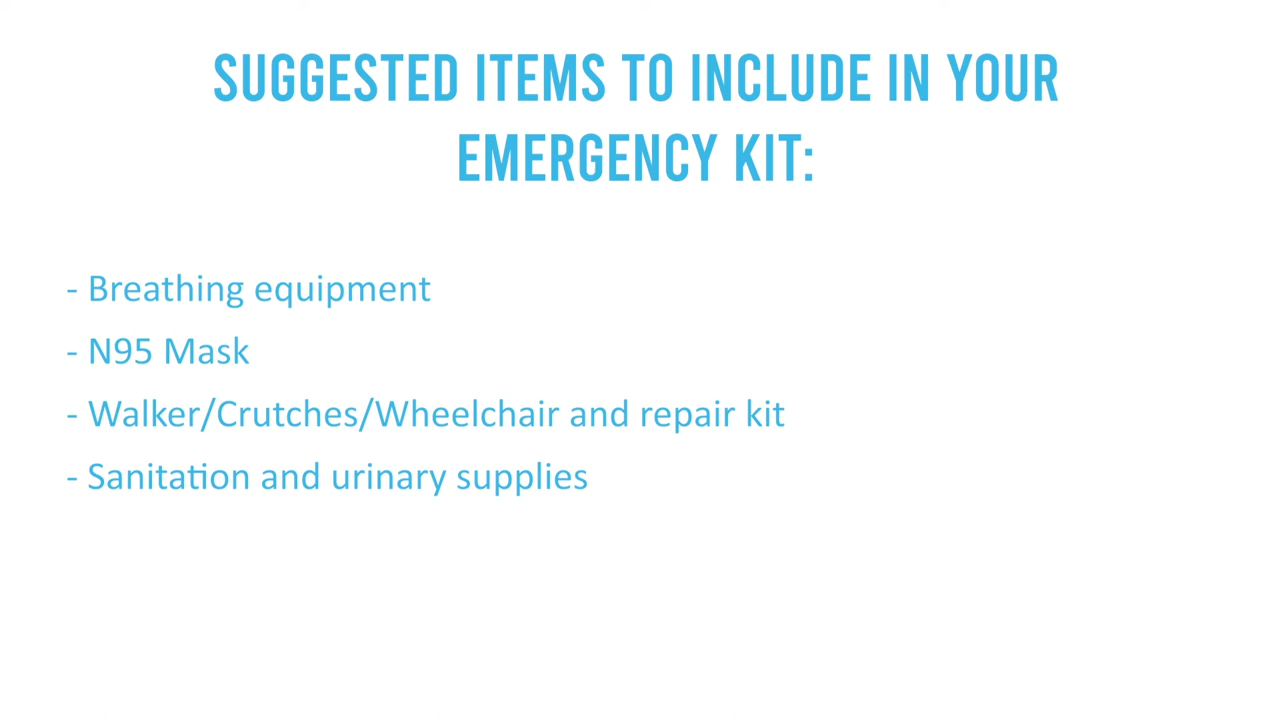 SUGGESTED ITEMS TO INCLUDE IN YOUR
EMERGENCY KIT:
- Breathing equipment
- N95 Mask
- Walker/Crutches/Wheelchair and repair kit
- Sanitation and urinary supplies